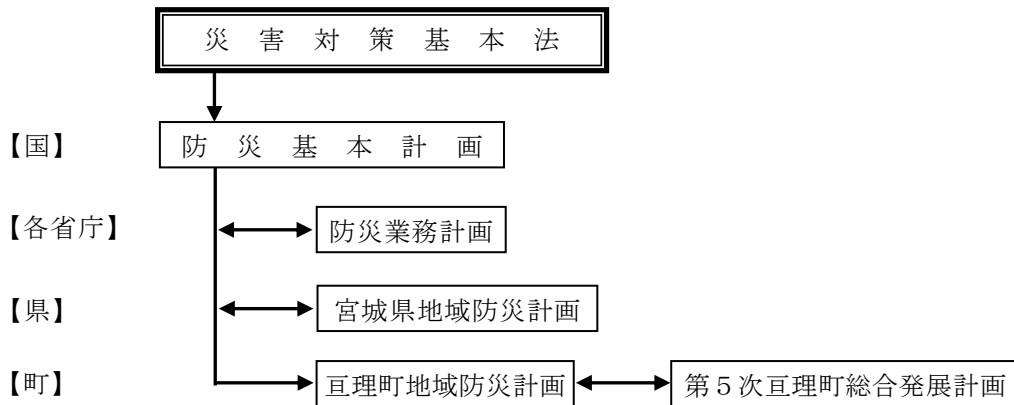 災害対策基本法
【国】 防災基本計画
【各省庁】 防災業務計画
【県】 宮城県地域防災計画
【町】 亘理町地域防災計画 第5次亘理町総合発展計画